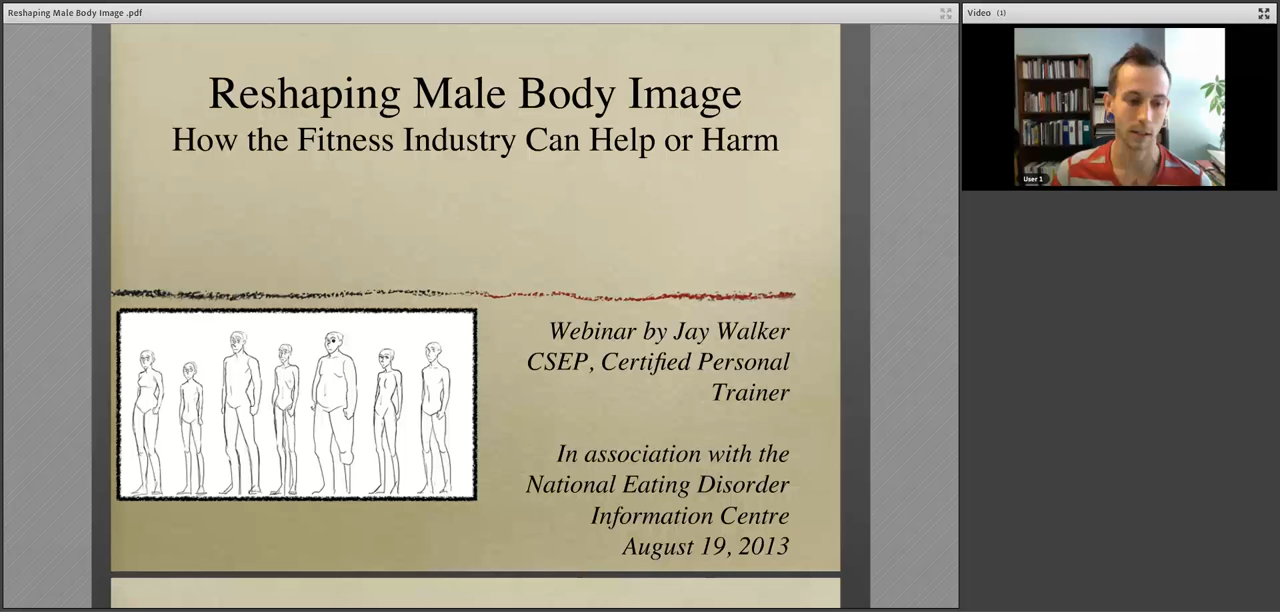 Reshaping Male Body Image .pdf
Video (1)
Reshaping Male Body Image
How the Fitness Industry Can Help or Harm
Webinar by Jay Walker
CSEP, Certified Personal
Trainer
In association with the
National Eating Disorder
Information Centre
August 19, 2013
User 1